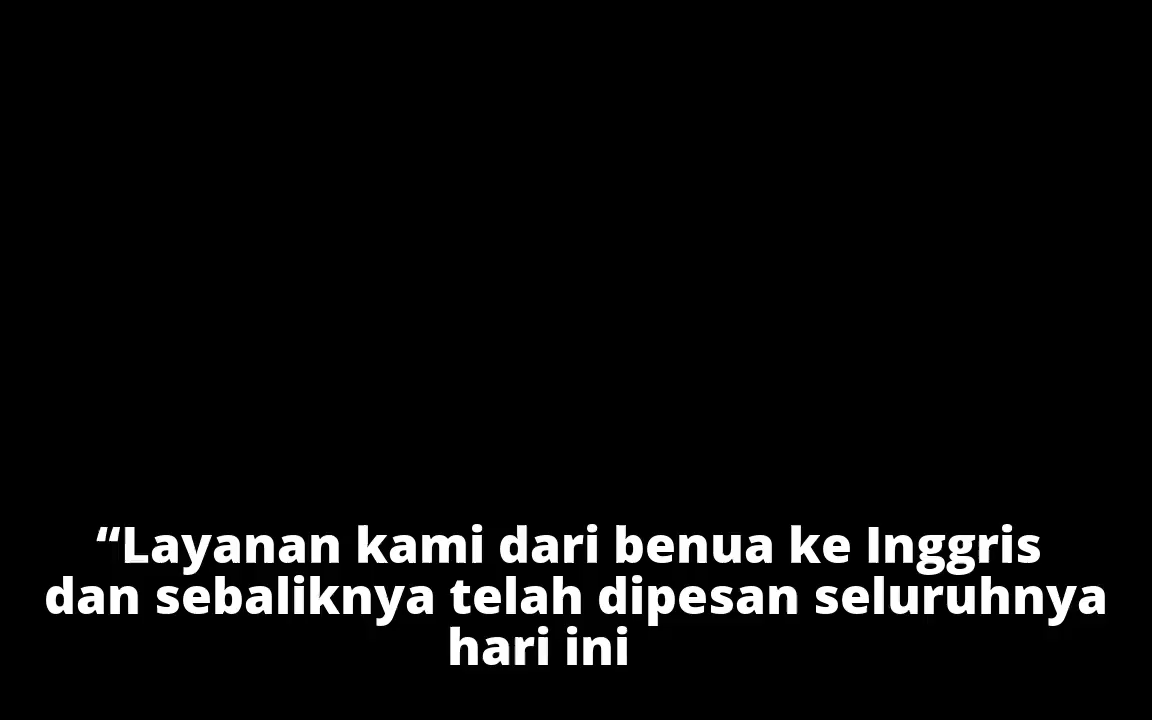 “Layanan kami dari benua ke Inggris
dan sebaliknya telah dipesan seluruhnya
hari ini